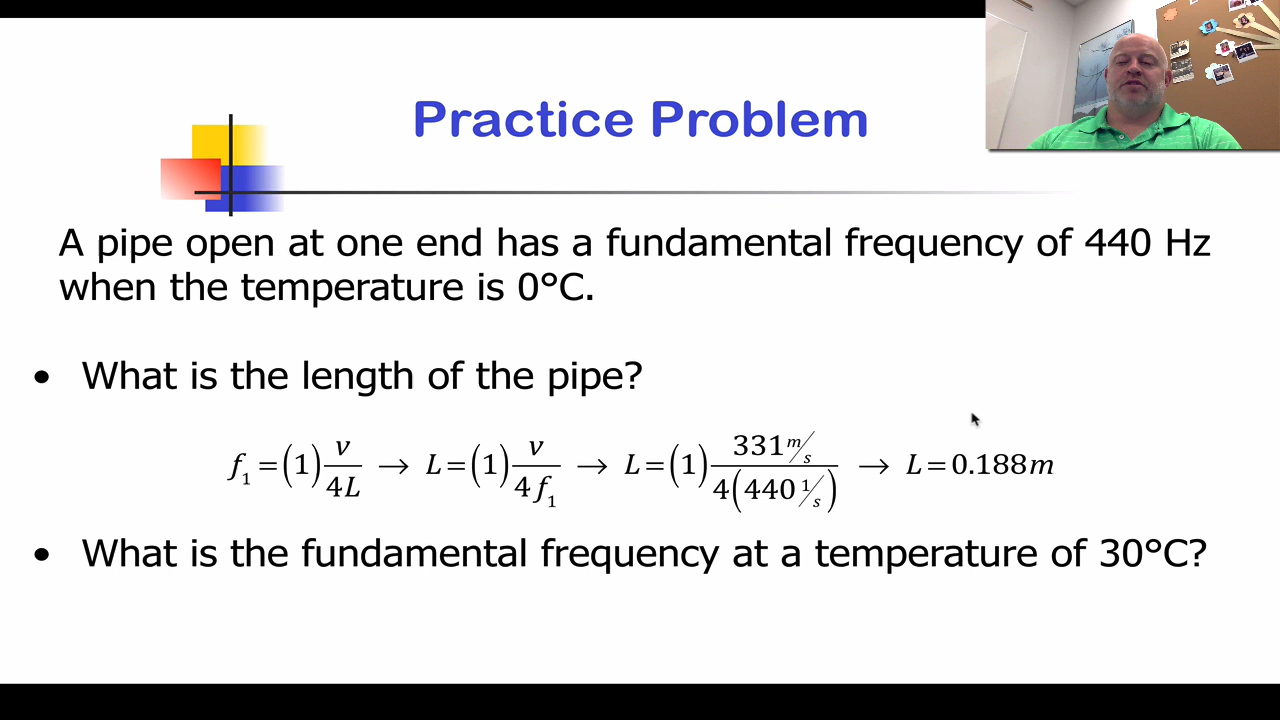 Practice Problem
A pipe open at one end has a fundamental frequency of 440 Hz
when the temperature is 0°C.
• What is the length of the pipe?
f₁ = (1) v/4L → L = (1) v/4f₁ → L = (1) 331 m/s / 4(440 1/s) → L = 0.188m
• What is the fundamental frequency at a temperature of 30°C?